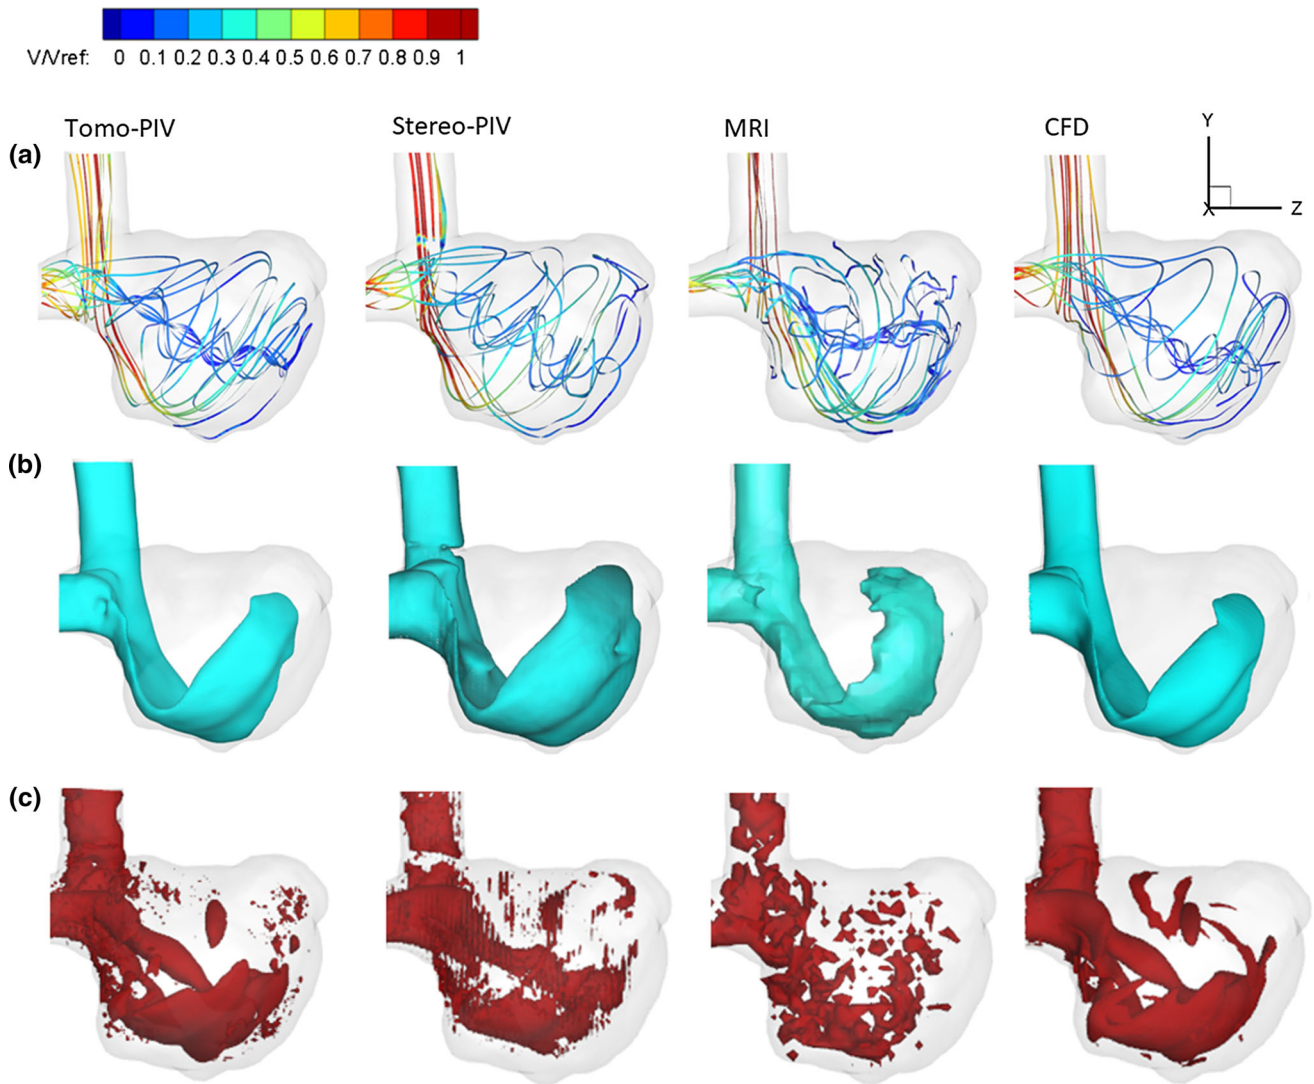 V/Vref: 0 0.1 0.2 0.3 0.4 0.5 0.6 0.7 0.8 0.9 1
Tomo-PIV Stereo-PIV MRI CFD
(a)
Y
X Z
(b)
(c)